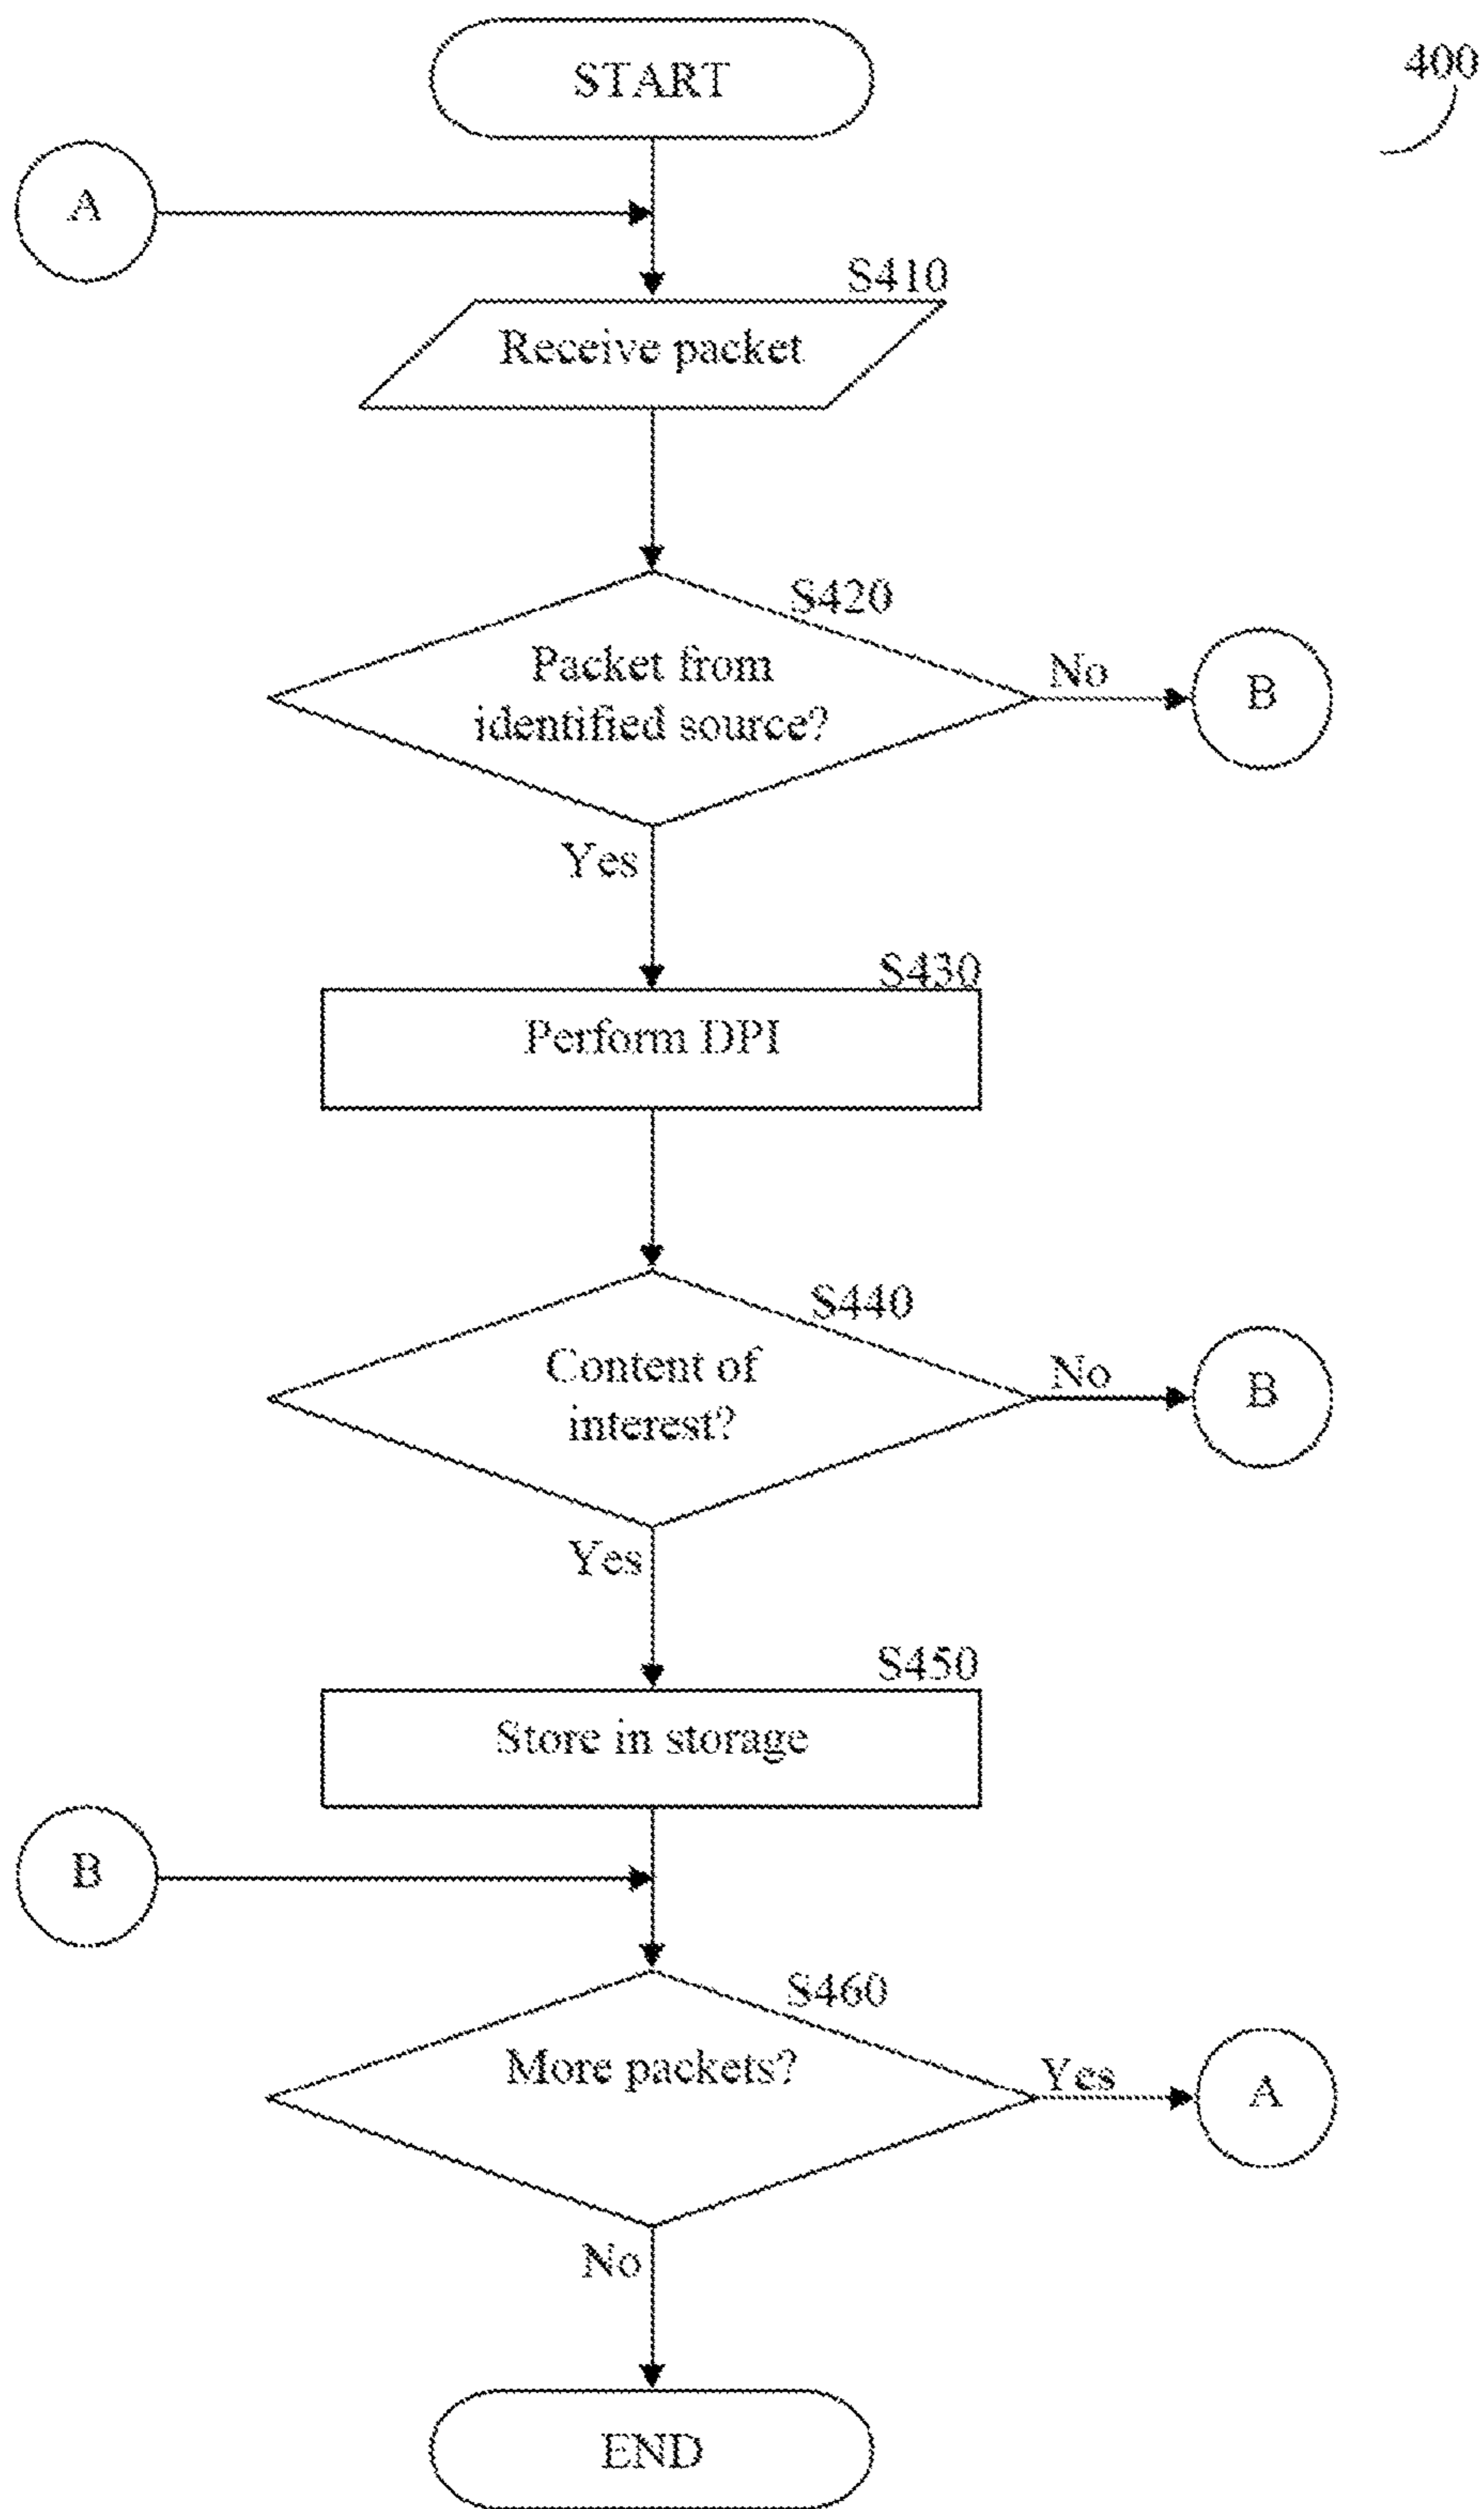 START
400
A
S410
Receive packet
S420
Packet from
identified source?
No
B
Yes
S430
Perform DPI
S440
Content of
interest?
No
B
Yes
S450
Store in storage
B
S460
More packets?
Yes
A
No
END